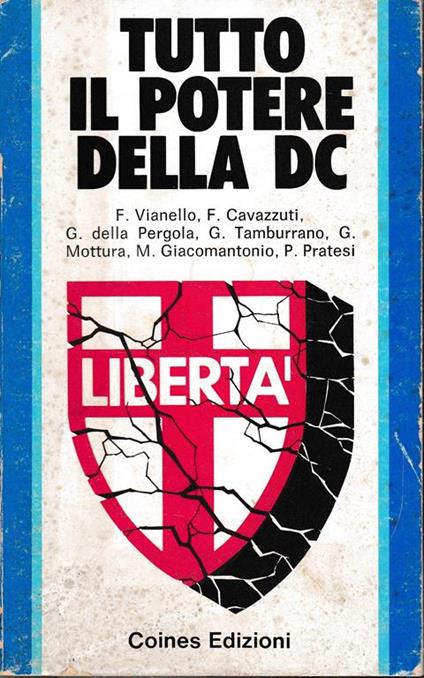 TUTTO
IL POTERE
DELLA DC
F. Vianello, F. Cavazzuti,
G. della Pergola, G. Tamburrano, G.
Mottura, M. Giacomantonio, P. Pratesi
LIBERTA'
Coines Edizioni